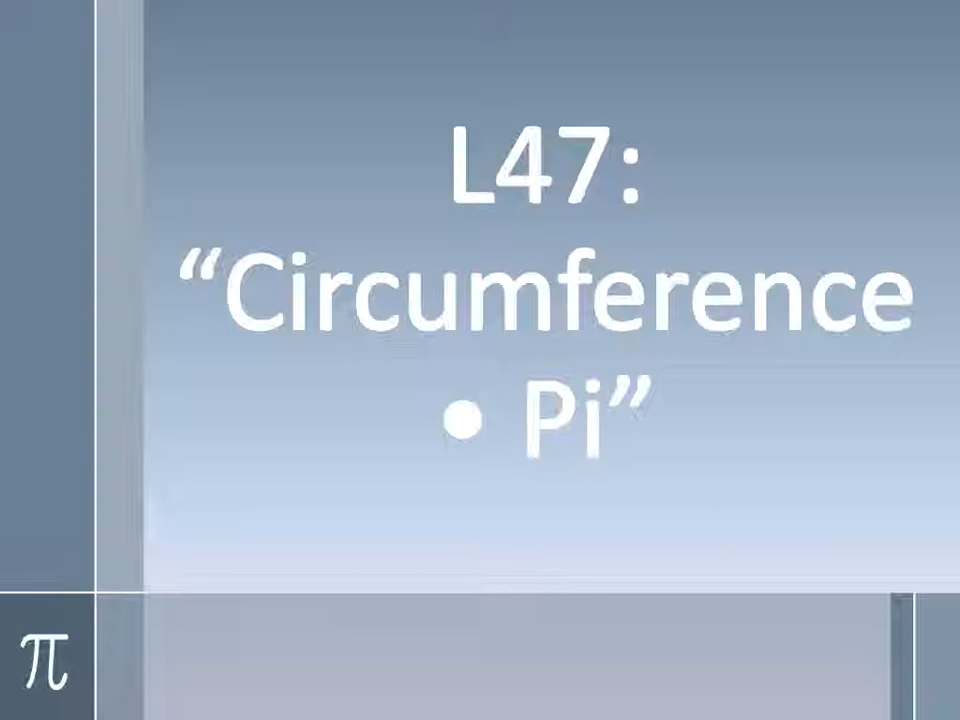 L47:
“Circumference
• Pi”
π